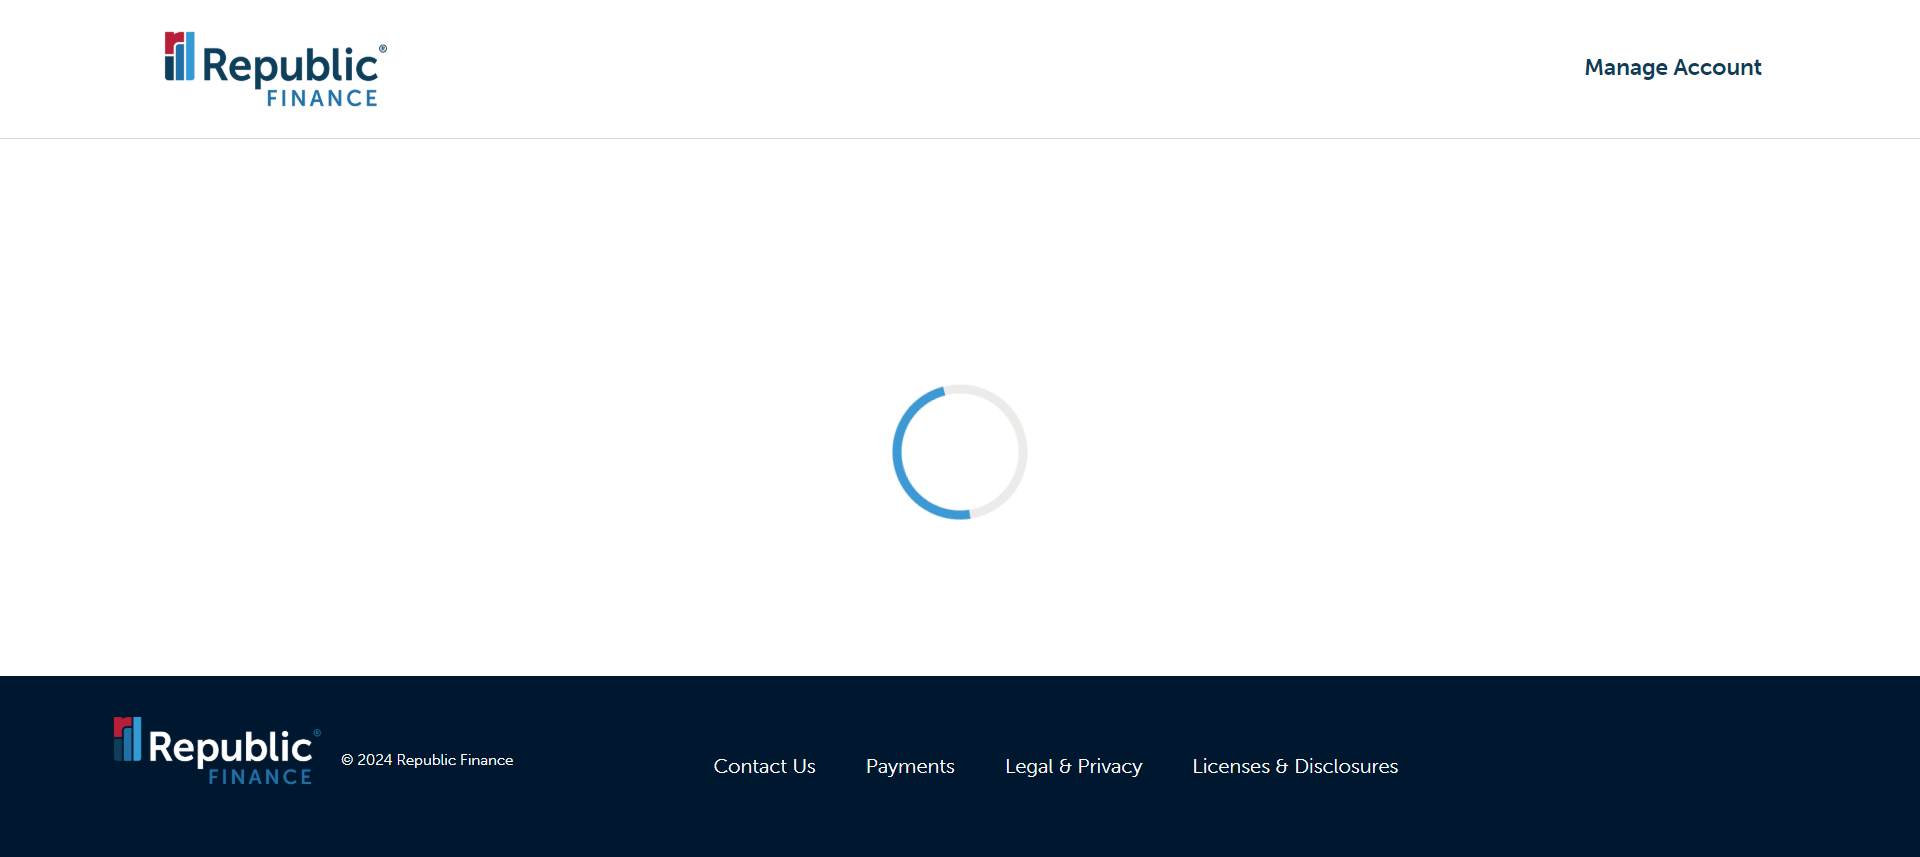 Republic®
FINANCE
Manage Account
Republic®
FINANCE
© 2024 Republic Finance
Contact Us
Payments
Legal & Privacy
Licenses & Disclosures